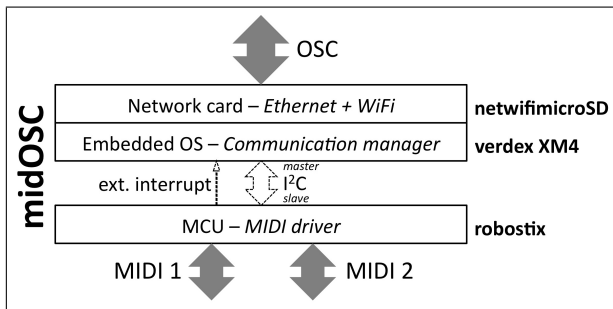 OSC
midOSC
Network card – Ethernet + WiFi
netwifimicroSD
Embedded OS – Communication manager
verdex XM4
ext. interrupt
master
I²C
slave
MCU – MIDI driver
robostix
MIDI 1
MIDI 2